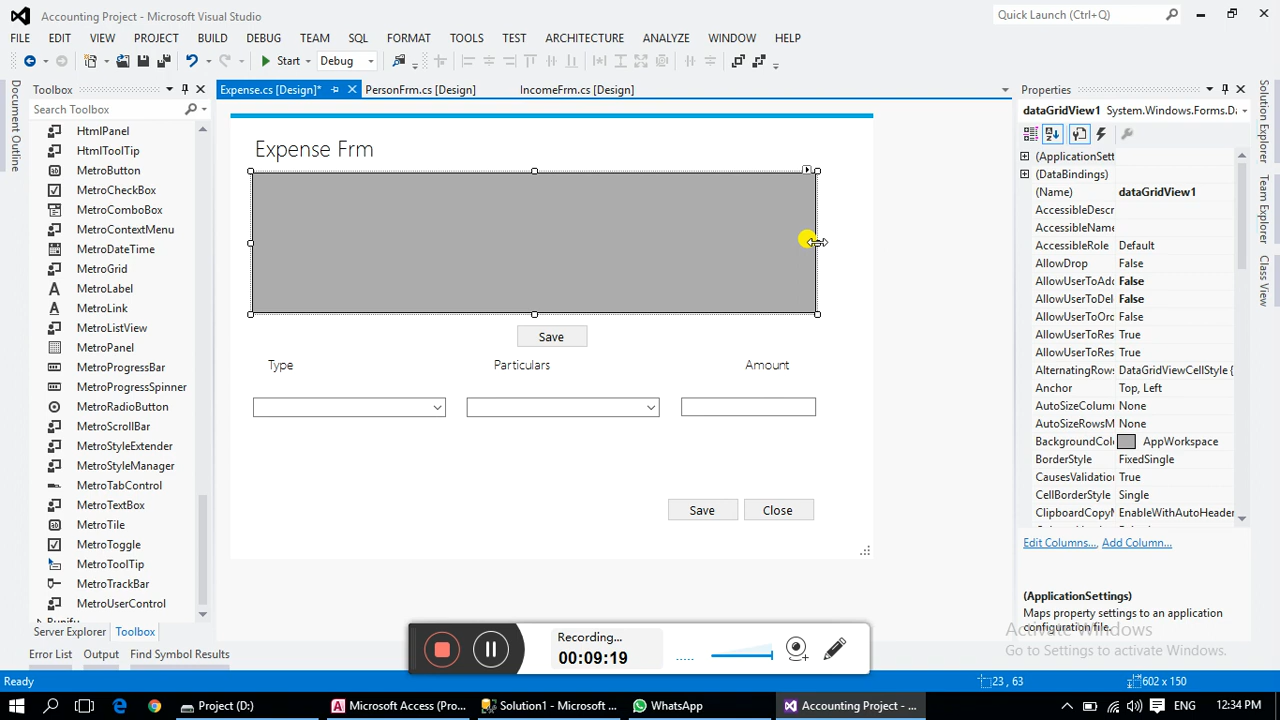 Accounting Project - Microsoft Visual Studio
Quick Launch (Ctrl+Q)
FILE EDIT VIEW PROJECT BUILD DEBUG TEAM SQL FORMAT TOOLS TEST ARCHITECTURE ANALYZE WINDOW HELP
Start Debug
Document Outline
Toolbox
Search Toolbox
HtmlPanel
HtmlToolTip
MetroButton
MetroCheckBox
MetroComboBox
MetroContextMenu
MetroDateTime
MetroGrid
MetroLabel
MetroLink
MetroListView
MetroPanel
MetroProgressBar
MetroProgressSpinner
MetroRadioButton
MetroScrollBar
MetroStyleExtender
MetroStyleManager
MetroTabControl
MetroTextBox
MetroTile
MetroToggle
MetroToolTip
MetroTrackBar
MetroUserControl
Server Explorer Toolbox
Error List Output Find Symbol Results
Expense.cs [Design]* PersonFrm.cs [Design] IncomeFrm.cs [Design]
Expense Frm
Save
Type Particulars Amount
Save Close
Recording...
00:09:19
Properties
dataGridView1 System.Windows.Forms.Da
(ApplicationSett
(DataBindings)
(Name) dataGridView1
AccessibleDescr
AccessibleName
AccessibleRole Default
AllowDrop False
AllowUserToAdd False
AllowUserToDel False
AllowUserToOrd False
AllowUserToRes True
AllowUserToRes True
AlternatingRows DataGridViewCellStyle {
Anchor Top, Left
AutoSizeColumn None
AutoSizeRowsM None
BackgroundColo AppWorkspace
BorderStyle FixedSingle
CausesValidation True
CellBorderStyle Single
ClipboardCopyM EnableWithAutoHeader
Edit Columns..., Add Column...
(ApplicationSettings)
Maps property settings to an application
configuration file.
Activate Windows
Go to Settings to activate Windows.
Solution Explorer
Team Explorer
Class View
Ready 23 , 63 602 x 150
Project (D:) Microsoft Access (Pro... Solution1 - Microsoft ... WhatsApp Accounting Project - ... ENG 12:34 PM